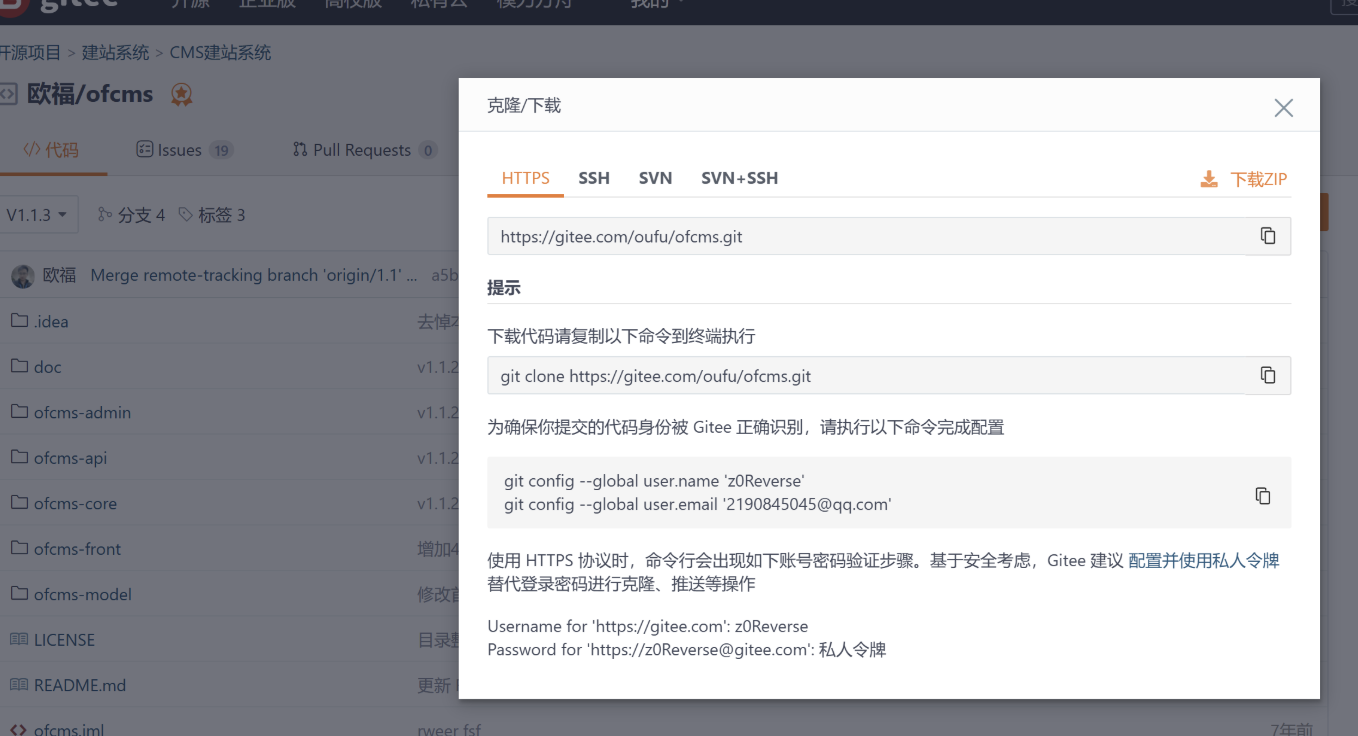 gitee
开源 企业版 高校版 私有云 模力方舟 我的
开源项目 > 建站系统 > CMS建站系统
欧福/ofcms
代码 Issues 19 Pull Requests 0
V1.1.3 分支 4 标签 3
欧福 Merge remote-tracking branch 'origin/1.1' ... a5b
.idea
doc v1.1.2
ofcms-admin v1.1.2
ofcms-api v1.1.2
ofcms-core v1.1.2
ofcms-front 增加4
ofcms-model
LICENSE
README.md 更新
ofcms.iml rweer fsf 7年前
克隆/下载
HTTPS SSH SVN SVN+SSH 下载ZIP
https://gitee.com/oufu/ofcms.git
提示
下载代码请复制以下命令到终端执行
git clone https://gitee.com/oufu/ofcms.git
为确保你提交的代码身份被 Gitee 正确识别，请执行以下命令完成配置
git config --global user.name 'z0Reverse'
git config --global user.email '2190845045@qq.com'
使用 HTTPS 协议时，命令行会出现如下账号密码验证步骤。基于安全考虑，Gitee 建议 配置并使用私人令牌
替代登录密码进行克隆、推送等操作
Username for 'https://gitee.com': z0Reverse
Password for 'https://z0Reverse@gitee.com': 私人令牌